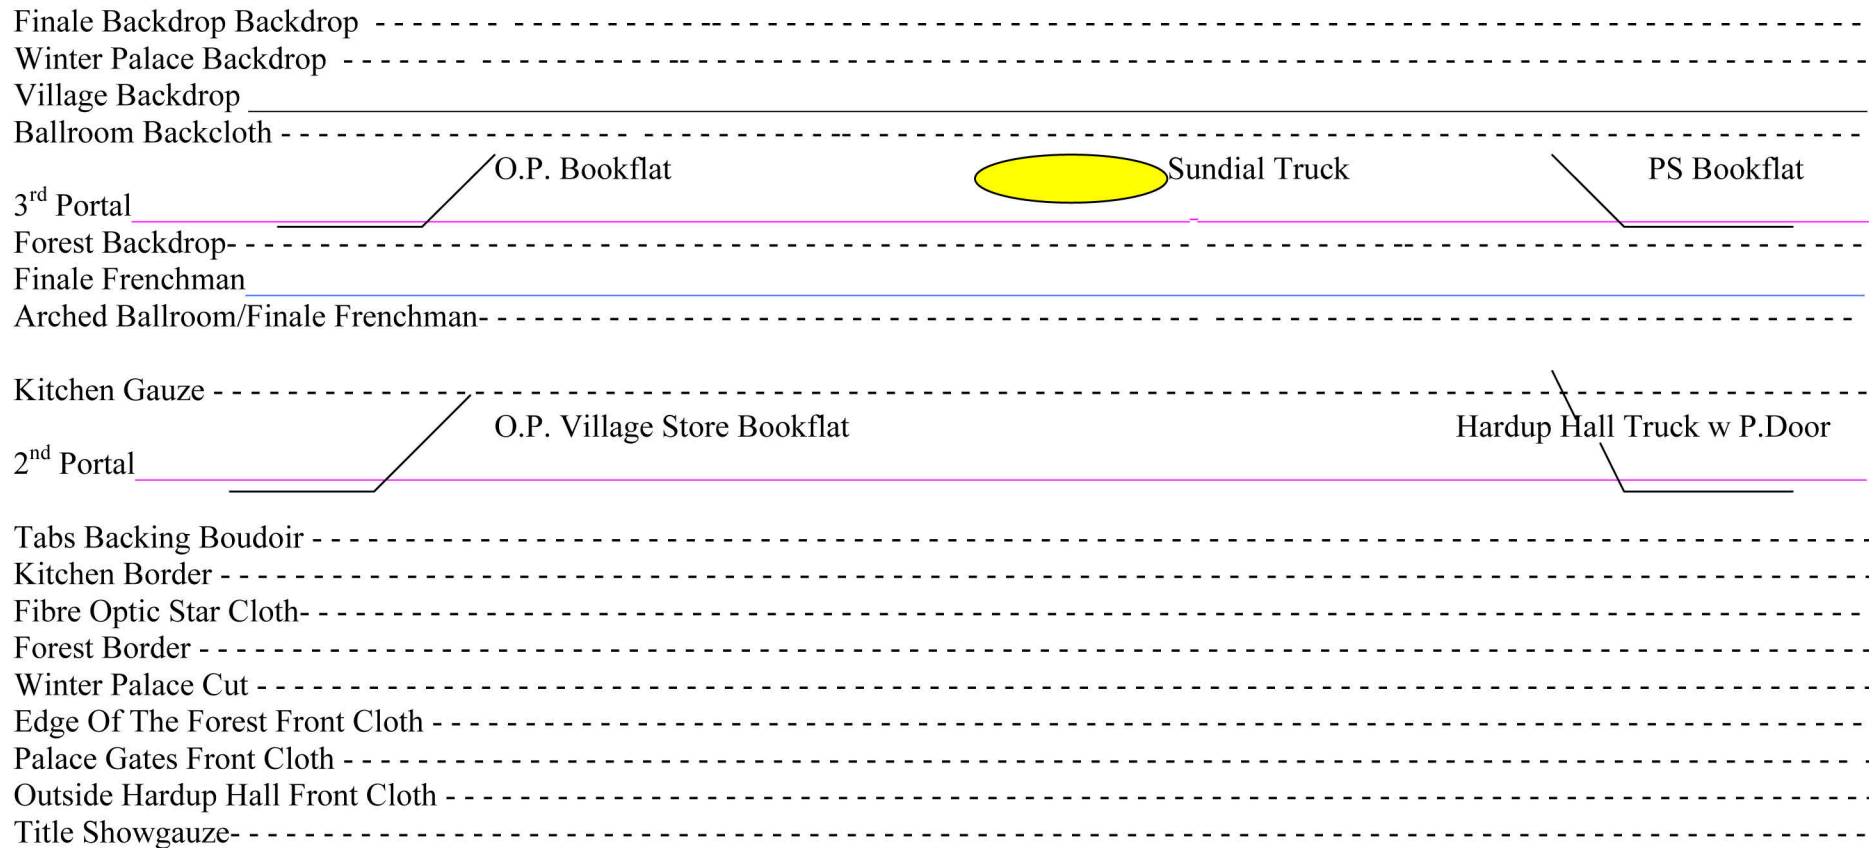 Finale Backdrop Backdrop
Winter Palace Backdrop
Village Backdrop
Ballroom Backcloth
O.P. Bookflat Sundial Truck PS Bookflat
3rd Portal
Forest Backdrop
Finale Frenchman
Arched Ballroom/Finale Frenchman
Kitchen Gauze
O.P. Village Store Bookflat Hardup Hall Truck w P.Door
2nd Portal
Tabs Backing Boudoir
Kitchen Border
Fibre Optic Star Cloth
Forest Border
Winter Palace Cut
Edge Of The Forest Front Cloth
Palace Gates Front Cloth
Outside Hardup Hall Front Cloth
Title Showgauze